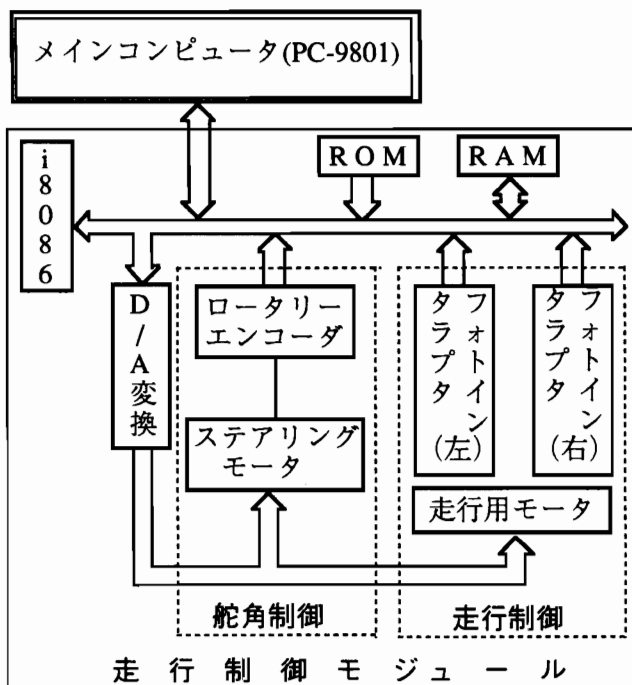 メインコンピュータ(PC-9801)
i8086
ROM
RAM
D/A変換
ロータリー
エンコーダ
ステアリング
モータ
フォトイン
タラプタ
(左)
フォトイン
タラプタ
(右)
走行用モータ
舵角制御
走行制御
走行制御モジュール